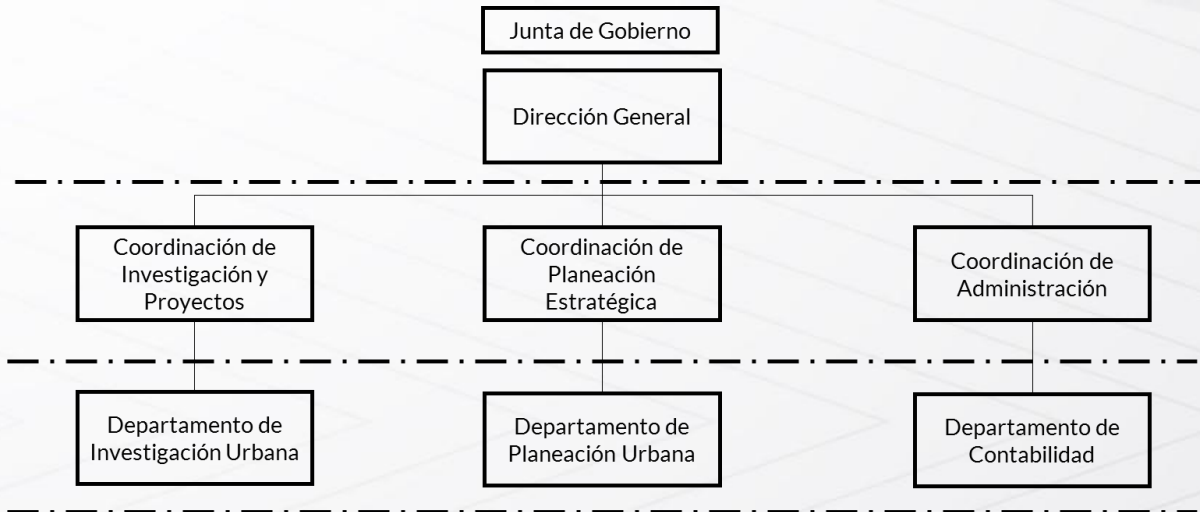 Junta de Gobierno
Dirección General
Coordinación de
Investigación y
Proyectos
Coordinación de
Planeación
Estratégica
Coordinación de
Administración
Departamento de
Investigación Urbana
Departamento de
Planeación Urbana
Departamento de
Contabilidad